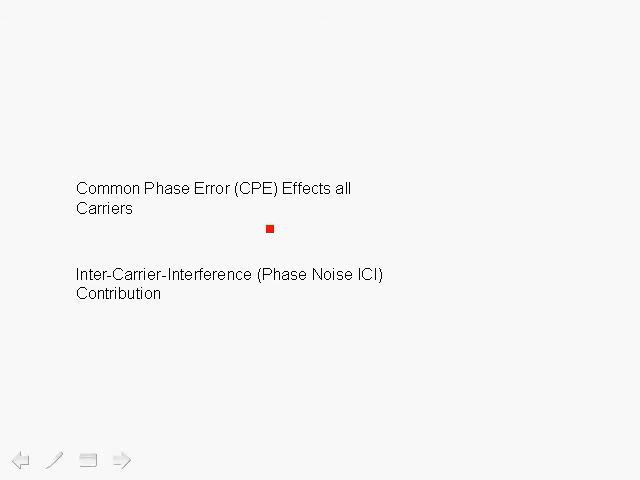 Common Phase Error (CPE) Effects all
Carriers
Inter-Carrier-Interference (Phase Noise ICI)
Contribution